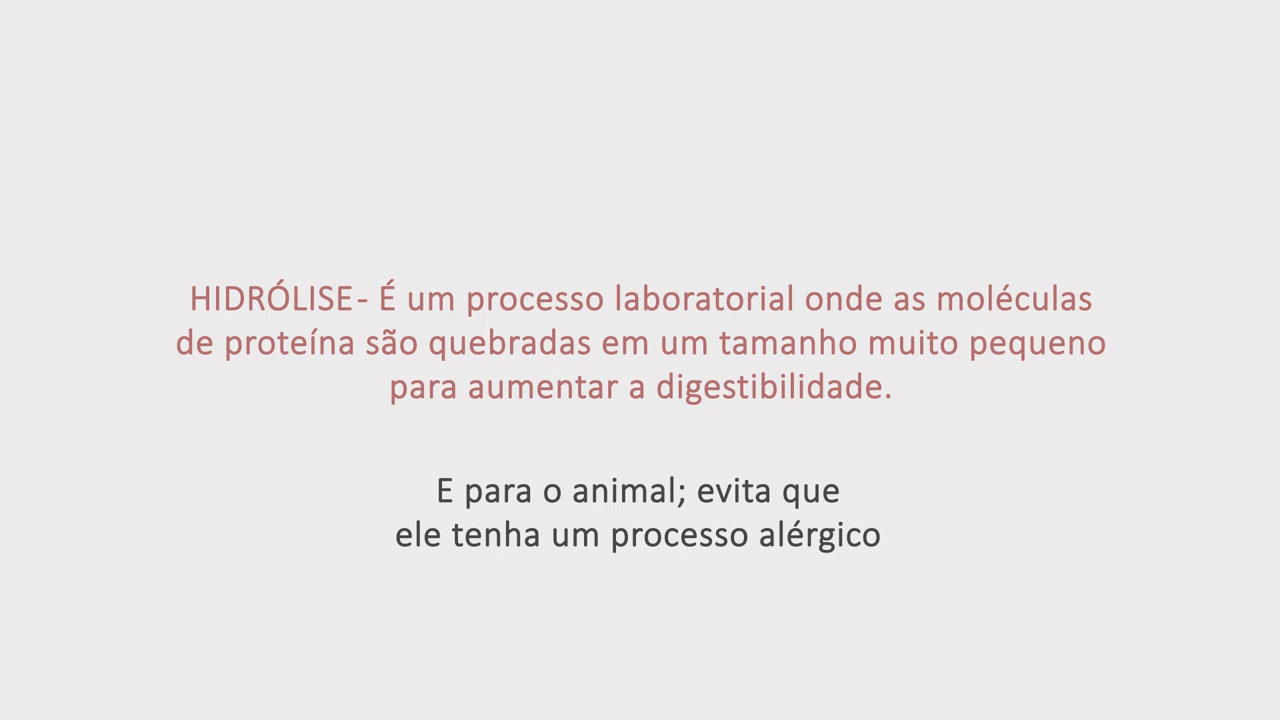 HIDRÓLISE - É um processo laboratorial onde as moléculas
de proteína são quebradas em um tamanho muito pequeno
para aumentar a digestibilidade.
E para o animal; evita que
ele tenha um processo alérgico